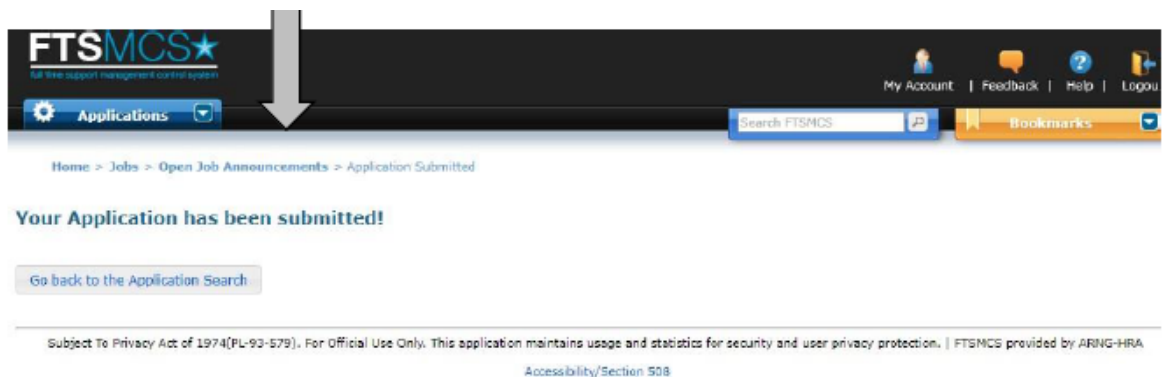 FTSMCS
full time support management control system
My Account | Feedback | Help | Logou
Applications
Search FTSMCS
Bookmarks
Home > Jobs > Open Job Announcements > Application Submitted
Your Application has been submitted!
Go back to the Application Search
Subject To Privacy Act of 1974(PL-93-579). For Official Use Only. This application maintains usage and statistics for security and user privacy protection. | FTSMCS provided by ARNG-HRA
Accessibility/Section 508